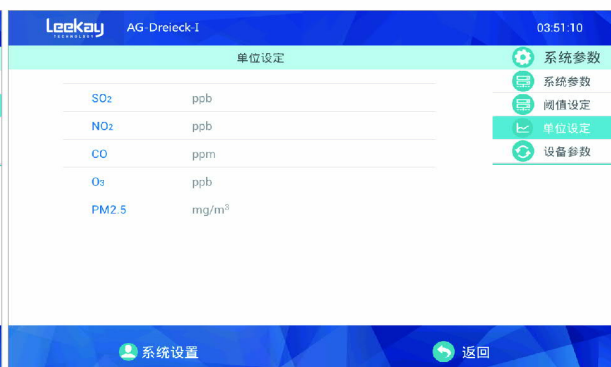 Leekay AG-Dreieck-I 03:51:10
TECHNOLOGY
单位设定
系统参数
系统参数
阈值设定
单位设定
设备参数
SO₂ ppb
NO₂ ppb
CO ppm
O₃ ppb
PM2.5 mg/m³
系统设置 返回